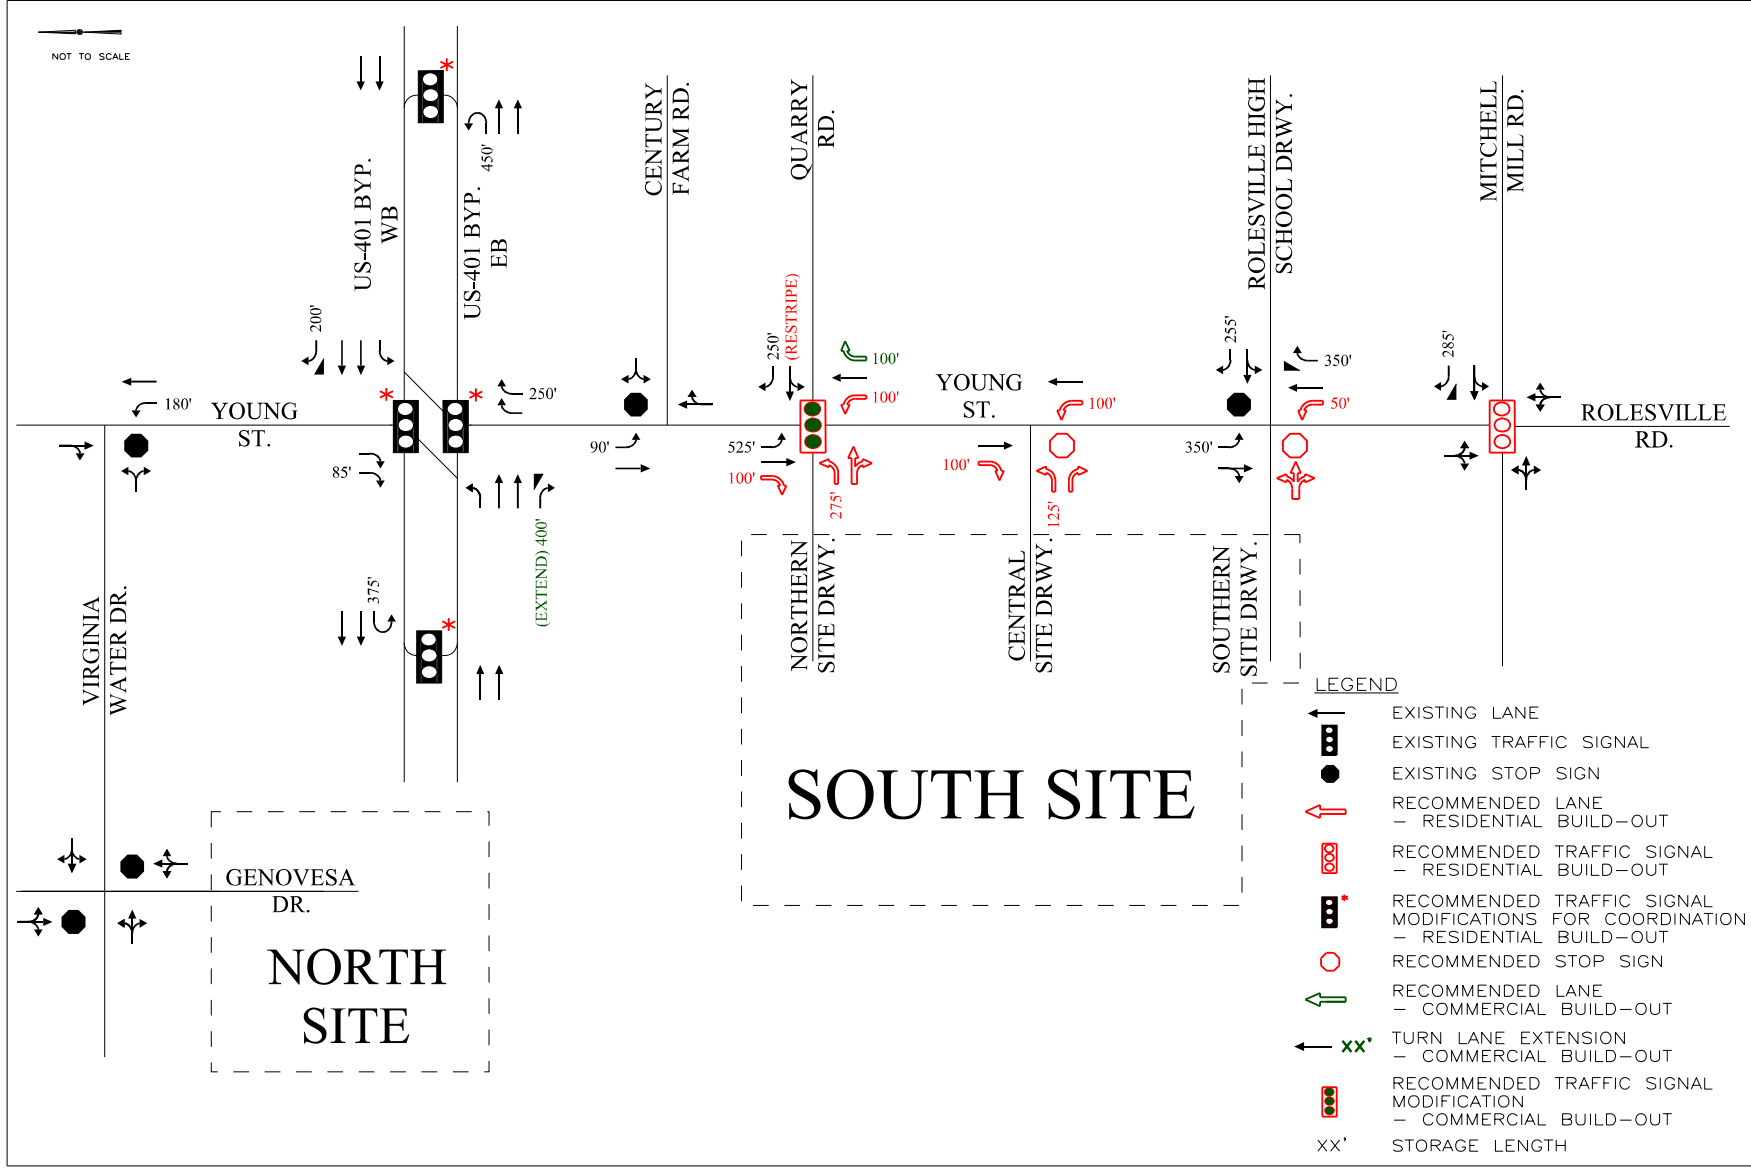 NOT TO SCALE
US-401 BYP.
WB
US-401 BYP.
EB
450'
CENTURY
FARM RD.
QUARRY
RD.
ROLESVILLE HIGH
SCHOOL DRWY.
MITCHELL
MILL RD.
200'
180'
YOUNG
ST.
250'
85'
(EXTEND) 400'
375'
90'
250'
(RESTRIPE)
100'
100'
525'
100'
275'
YOUNG
ST.
100'
100'
125'
255'
350'
50'
350'
285'
ROLESVILLE
RD.
VIRGINIA
WATER DR.
NORTHERN
SITE DRWY.
CENTRAL
SITE DRWY.
SOUTHERN
SITE DRWY.
SOUTH SITE
GENOVESA
DR.
NORTH
SITE
LEGEND
EXISTING LANE
EXISTING TRAFFIC SIGNAL
EXISTING STOP SIGN
RECOMMENDED LANE
– RESIDENTIAL BUILD–OUT
RECOMMENDED TRAFFIC SIGNAL
– RESIDENTIAL BUILD–OUT
* RECOMMENDED TRAFFIC SIGNAL
MODIFICATIONS FOR COORDINATION
– RESIDENTIAL BUILD–OUT
RECOMMENDED STOP SIGN
RECOMMENDED LANE
– COMMERCIAL BUILD–OUT
XX' TURN LANE EXTENSION
– COMMERCIAL BUILD–OUT
RECOMMENDED TRAFFIC SIGNAL
MODIFICATION
– COMMERCIAL BUILD–OUT
XX' STORAGE LENGTH